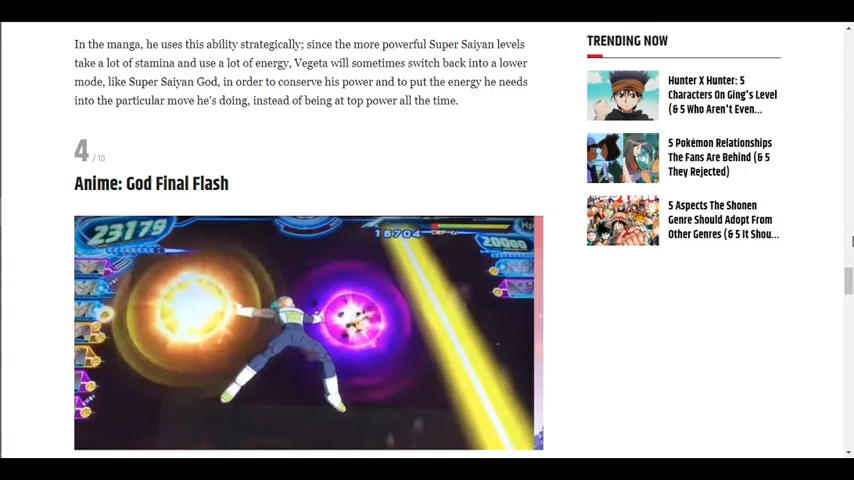 In the manga, he uses this ability strategically; since the more powerful Super Saiyan levels
take a lot of stamina and use a lot of energy, Vegeta will sometimes switch back into a lower
mode, like Super Saiyan God, in order to conserve his power and to put the energy he needs
into the particular move he's doing, instead of being at top power all the time.
4 / 10
Anime: God Final Flash
23179
15704
20000
TRENDING NOW
Hunter X Hunter: 5
Characters On Ging's Level
(& 5 Who Aren't Even...
5 Pokémon Relationships
The Fans Are Behind (& 5
They Rejected)
5 Aspects The Shonen
Genre Should Adopt From
Other Genres (& 5 It Shou...